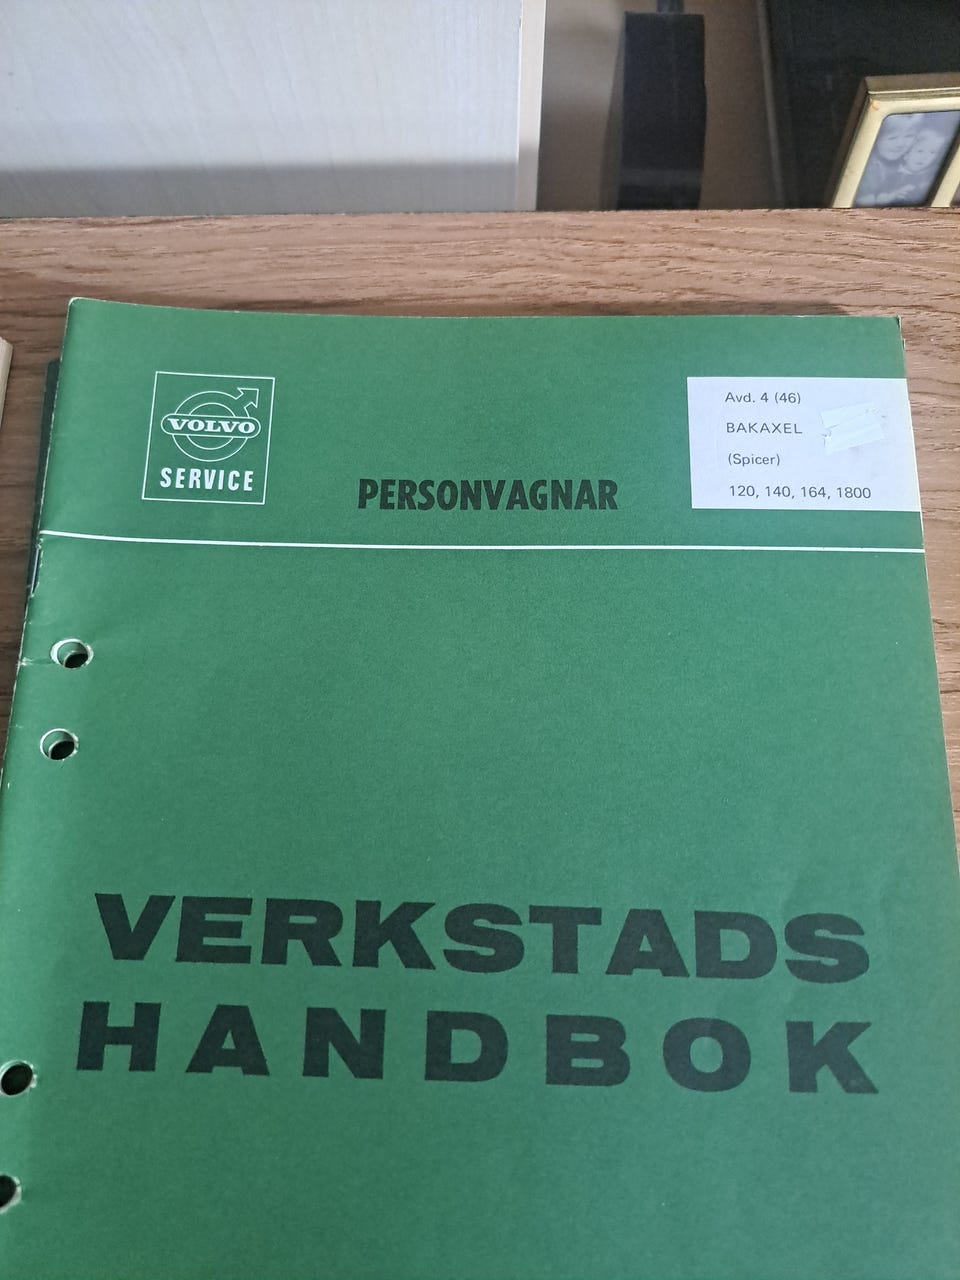 VOLVO
SERVICE
PERSONVAGNAR
Avd. 4 (46)
BAKAXEL
(Spicer)
120, 140, 164, 1800
VERKSTADS
HANDBOK